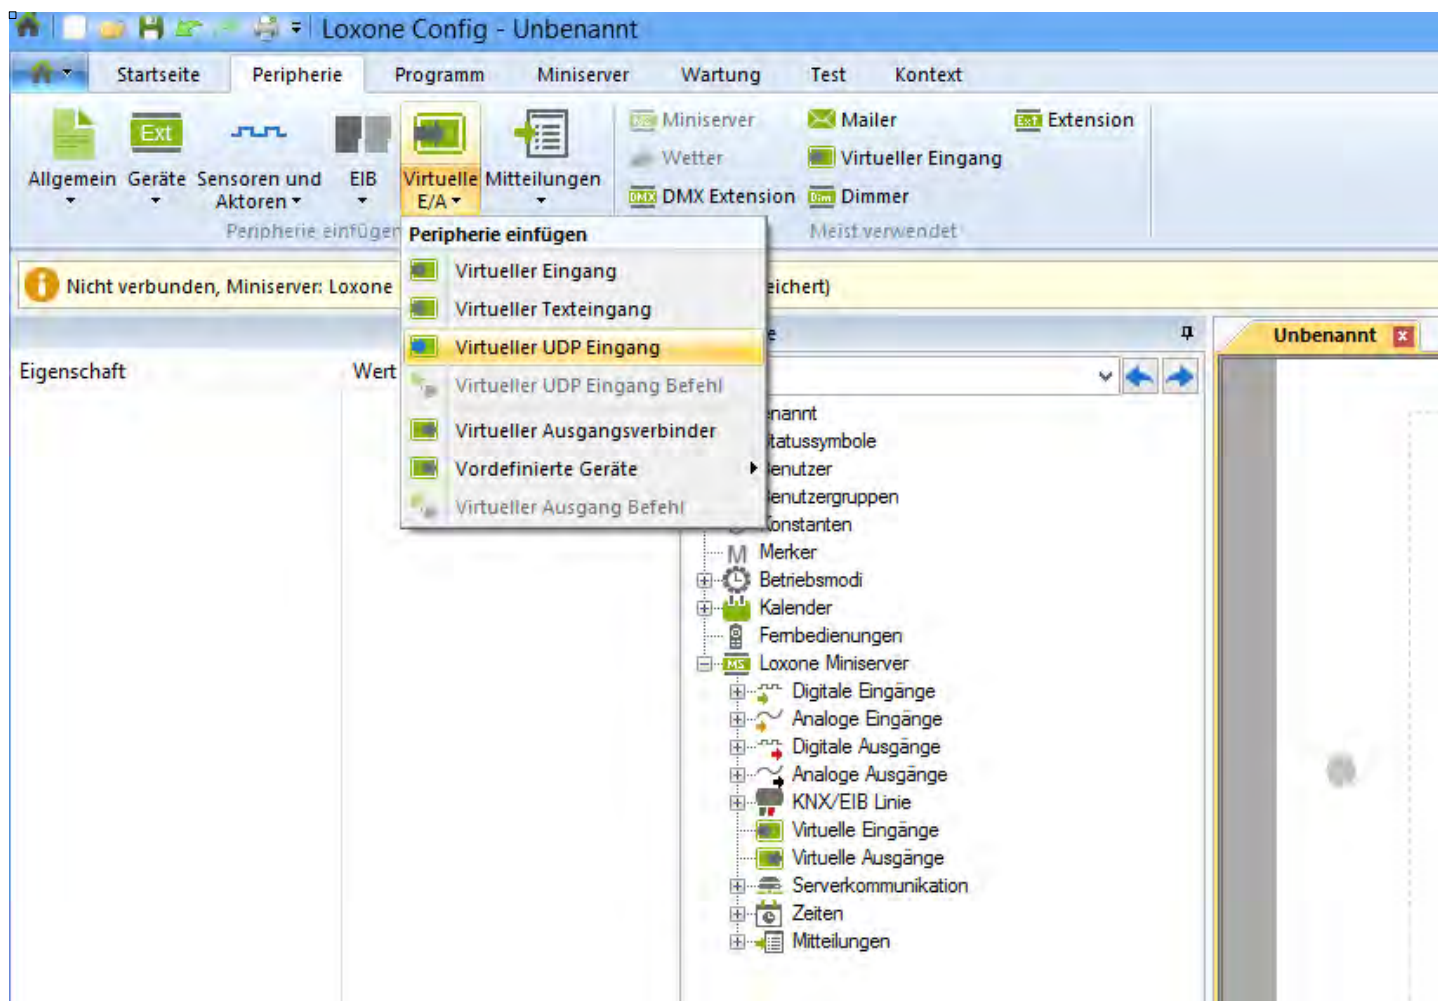 Loxone Config - Unbenannt
Startseite Peripherie Programm Miniserver Wartung Test Kontext
Ext
Miniserver Mailer Ext Extension
Wetter Virtueller Eingang
DMX DMX Extension Dim Dimmer
Allgemein Geräte Sensoren und Aktoren EIB Virtuelle E/A Mitteilungen
Peripherie einfügen Meist verwendet
Peripherie einfügen
Virtueller Eingang
Virtueller Texteingang
Virtueller UDP Eingang
Virtueller UDP Eingang Befehl
Virtueller Ausgangsverbinder
Vordefinierte Geräte
Virtueller Ausgang Befehl
Nicht verbunden, Miniserver: Loxone eichert)
Eigenschaft Wert
e
Unbenannt
nannt
tatussymbole
enutzer
enutzergruppen
onstanten
M Merker
Betriebsmodi
Kalender
Fernbedienungen
MS Loxone Miniserver
Digitale Eingänge
Analoge Eingänge
Digitale Ausgänge
Analoge Ausgänge
KNX/EIB Linie
Virtuelle Eingänge
Virtuelle Ausgänge
Serverkommunikation
Zeiten
Mitteilungen